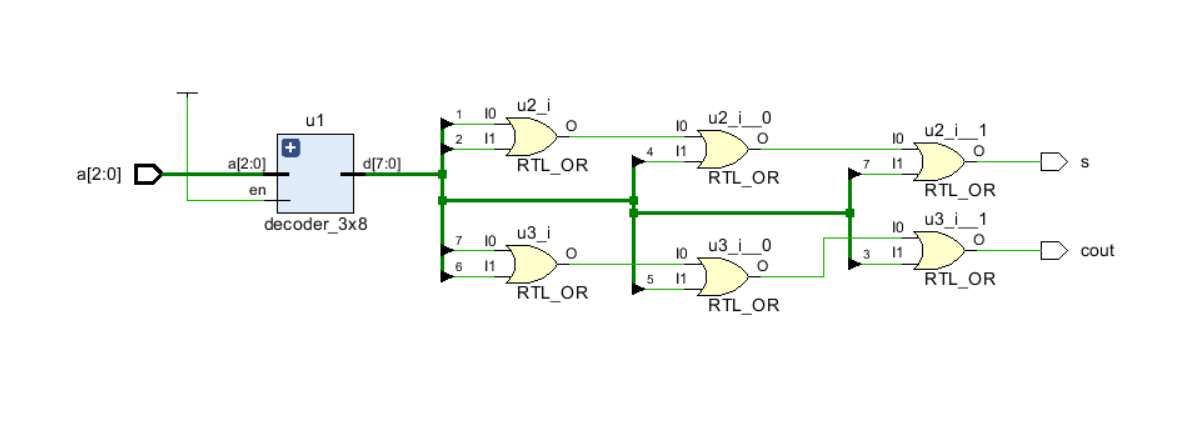 u1
a[2:0]
a[2:0]
d[7:0]
en
decoder_3x8
1
I0
u2_i
O
2
I1
RTL_OR
I0
u2_i__0
O
4
I1
RTL_OR
I0
u2_i__1
O
7
I1
RTL_OR
s
7
I0
u3_i
O
6
I1
RTL_OR
I0
u3_i__0
O
5
I1
RTL_OR
I0
u3_i__1
O
3
I1
RTL_OR
cout